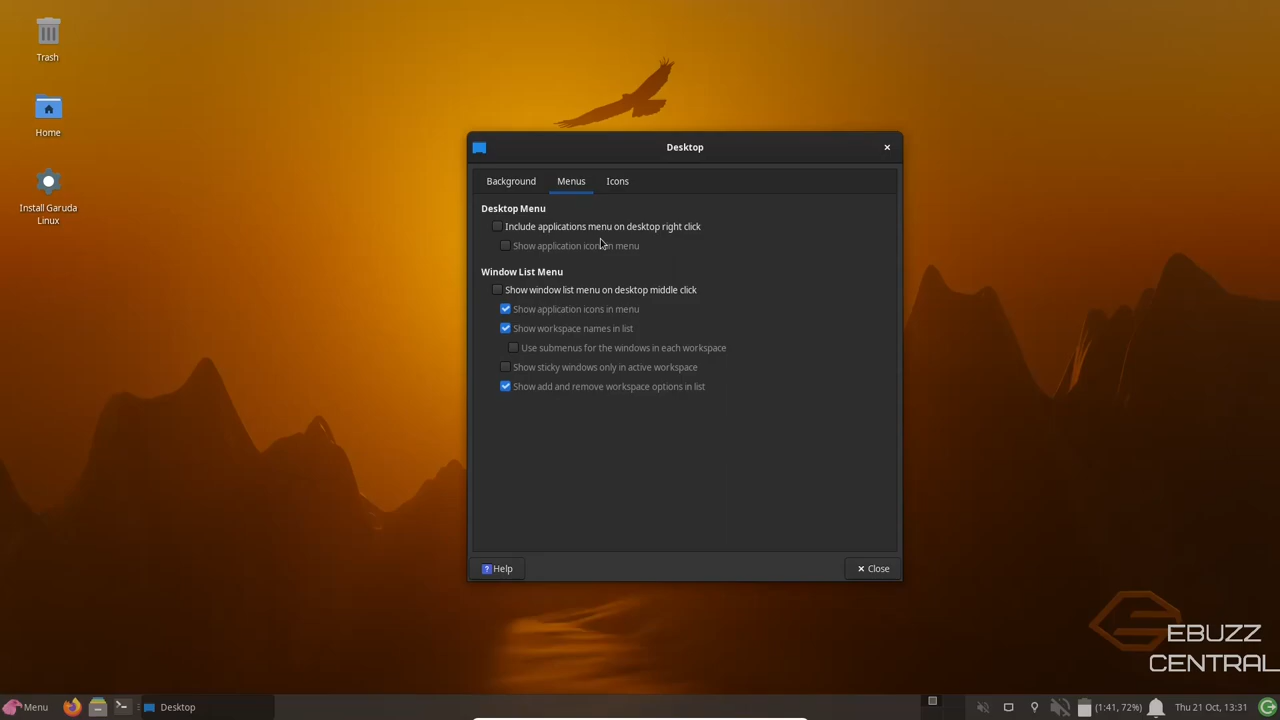 Trash
Home
Install Garuda
Linux
Desktop
Background
Menus
Icons
Desktop Menu
Include applications menu on desktop right click
Show application icons in menu
Window List Menu
Show window list menu on desktop middle click
Show application icons in menu
Show workspace names in list
Use submenus for the windows in each workspace
Show sticky windows only in active workspace
Show add and remove workspace options in list
Help
Close
EBUZZ
CENTRAL
Menu
Desktop
(1:41, 72%)
Thu 21 Oct, 13:31